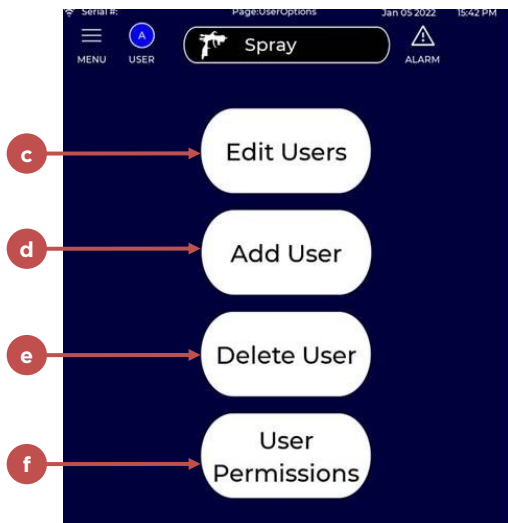 Serial #: Page:UserOptions Jan 05 2022 15:42 PM
A
Spray
MENU USER ALARM
c Edit Users
d Add User
e Delete User
f User
Permissions